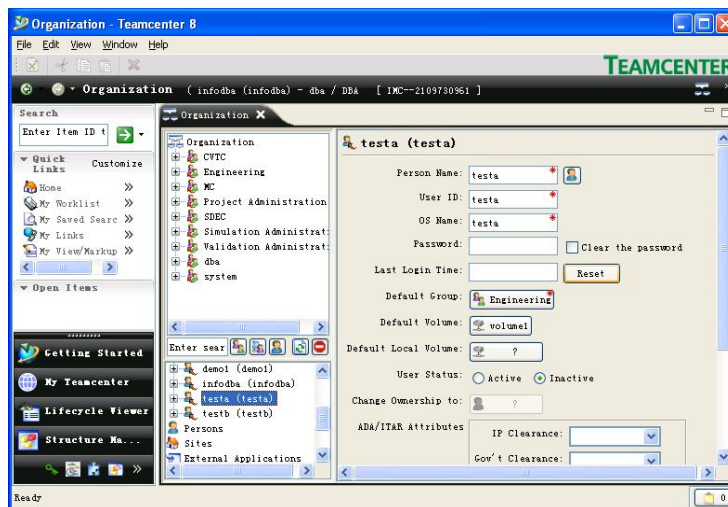 Organization - Teamcenter 8
File Edit View Window Help
TEAMCENTER
Organization ( infodba (infodba) - dba / DBA [ IMC--2109730961 ]
Search
Enter Item ID t
Quick Links Customize
Home
My Worklist
My Saved Searc
My Links
My View/Markup
Open Items
Getting Started
My Teamcenter
Lifecycle Viewer
Structure Ma...
Organization
Organization
CVTC
Engineering
MC
Project Administration
SDEC
Simulation Administrat
Validation Administrat
dba
system
Enter sear
demo1 (demo1)
infodba (infodba)
testa (testa)
testb (testb)
Persons
Sites
External Applications
testa (testa)
Person Name: testa *
User ID: testa *
OS Name: testa *
Password: Clear the password
Last Login Time: Reset
Default Group: Engineering *
Default Volume: volume1
Default Local Volume: ?
User Status: Active Inactive
Change Ownership to: ?
ADA/ITAR Attributes
IP Clearance:
Gov't Clearance:
Ready
0